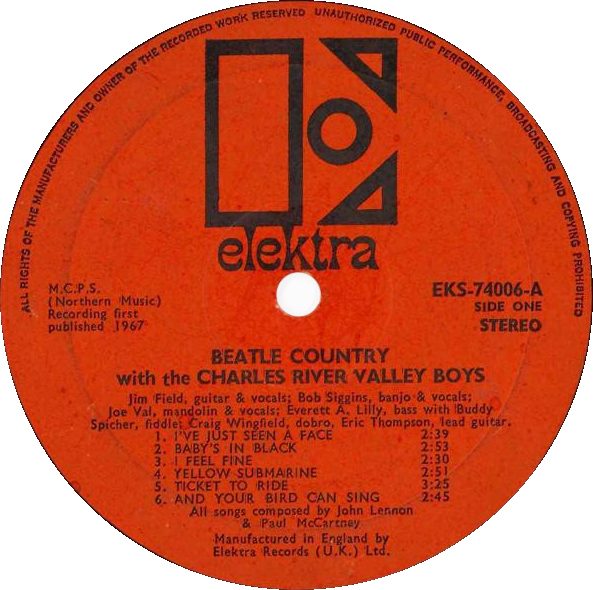 ALL RIGHTS OF THE MANUFACTURERS AND OWNER OF THE RECORDED WORK RESERVED UNAUTHORIZED PUBLIC PERFORMANCE, BROADCASTING AND COPYING PROHIBITED
elektra
M.C.P.S.
(Northern Music)
Recording first
published 1967
EKS-74006-A
SIDE ONE
STEREO
BEATLE COUNTRY
with the CHARLES RIVER VALLEY BOYS
Jim Field, guitar & vocals; Bob Siggins, banjo & vocals;
Joe Val, mandolin & vocals; Everett A. Lilly, bass with Buddy
Spicher, fiddle; Craig Wingfield, dobro, Eric Thompson, lead guitar.
1. I'VE JUST SEEN A FACE 2:39
2. BABY'S IN BLACK 2:53
3. I FEEL FINE 2:30
4. YELLOW SUBMARINE 2:51
5. TICKET TO RIDE 3:25
6. AND YOUR BIRD CAN SING 2:45
All songs composed by John Lennon
& Paul McCartney
Manufactured in England by
Elektra Records (U.K.) Ltd.